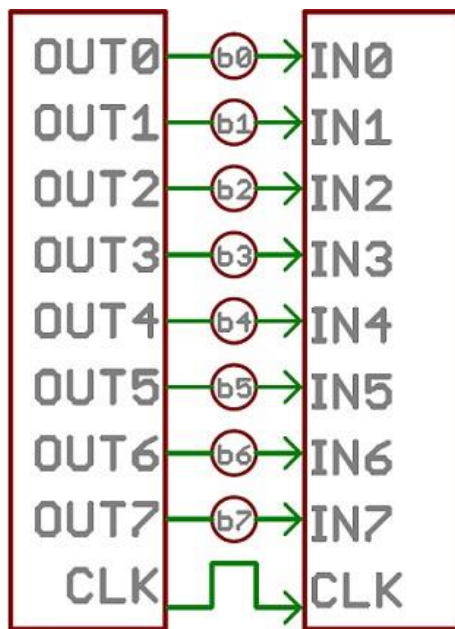 OUT0 b0 IN0
OUT1 b1 IN1
OUT2 b2 IN2
OUT3 b3 IN3
OUT4 b4 IN4
OUT5 b5 IN5
OUT6 b6 IN6
OUT7 b7 IN7
CLK CLK